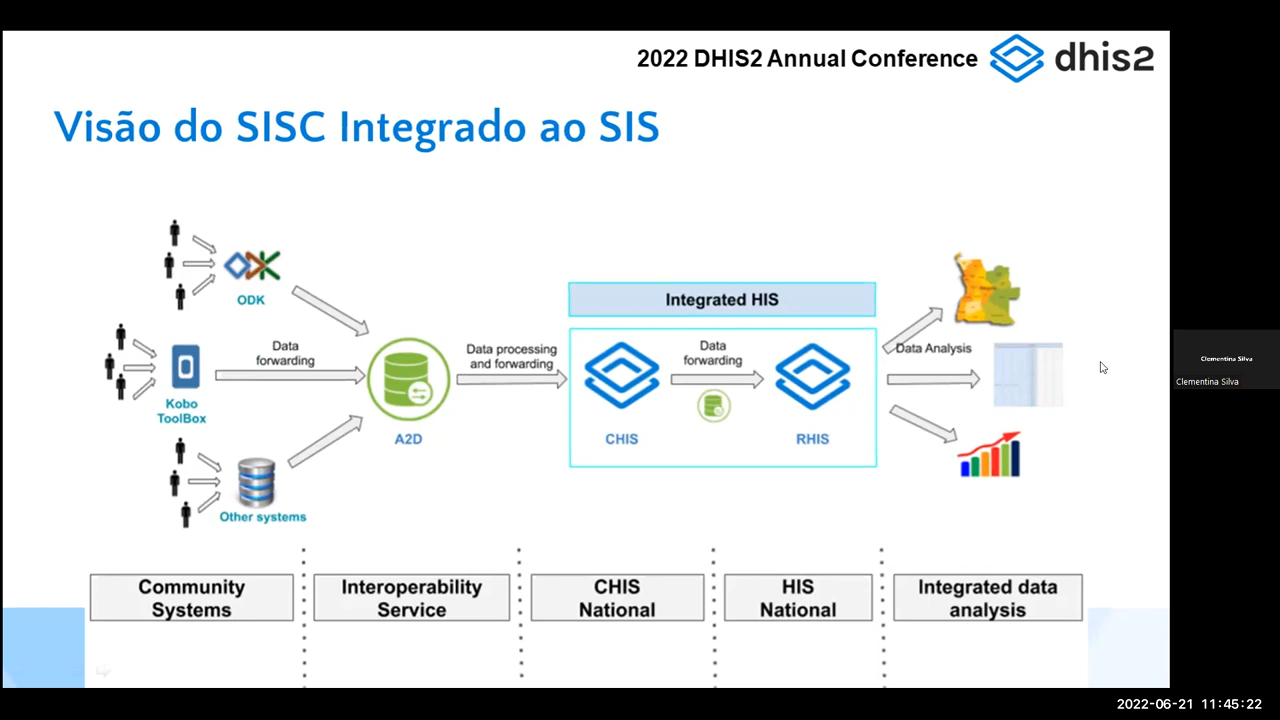 2022 DHIS2 Annual Conference
dhis2
Visão do SISC Integrado ao SIS
ODK
Kobo
ToolBox
Other systems
Data
forwarding
A2D
Data processing
and forwarding
Integrated HIS
CHIS
Data
forwarding
RHIS
Data Analysis
Community
Systems
Interoperability
Service
CHIS
National
HIS
National
Integrated data
analysis
Clementina Silva
Clementina Silva
2022-06-21 11:45:22